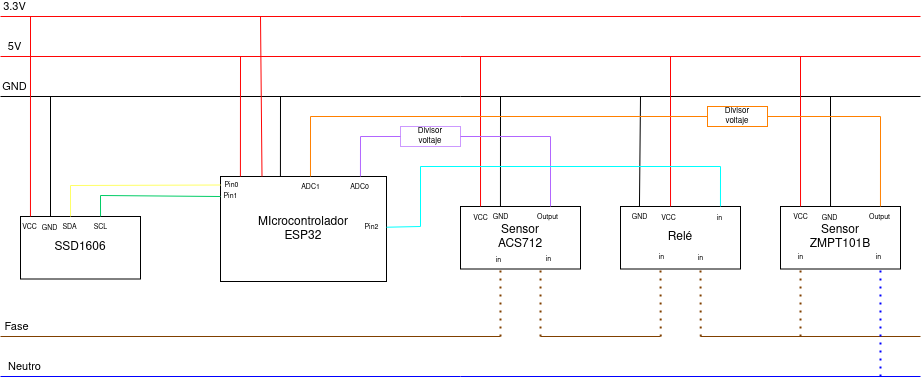 3.3V
5V
GND
Divisor
voltaje
Divisor
voltaje
Pin0
Pin1
ADC1
ADC0
MIcrocontrolador
ESP32
Pin2
VCC
GND
SDA
SCL
SSD1606
VCC
GND
Output
Sensor
ACS712
in
in
GND
VCC
in
Relé
in
in
VCC
GND
Output
Sensor
ZMPT101B
in
in
Fase
Neutro